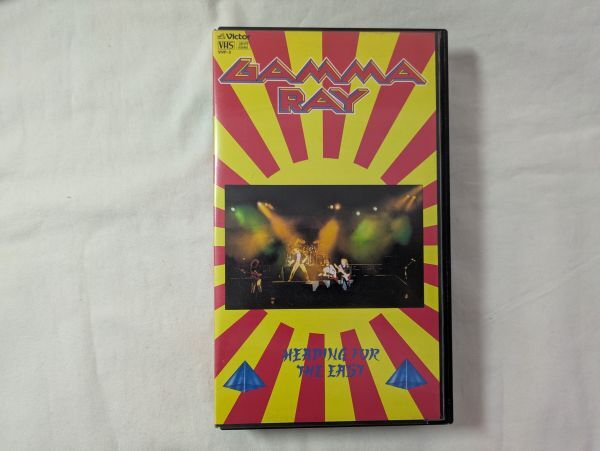 Victor
VHS
GAMMA
RAY
HEADING FOR
THE EAST